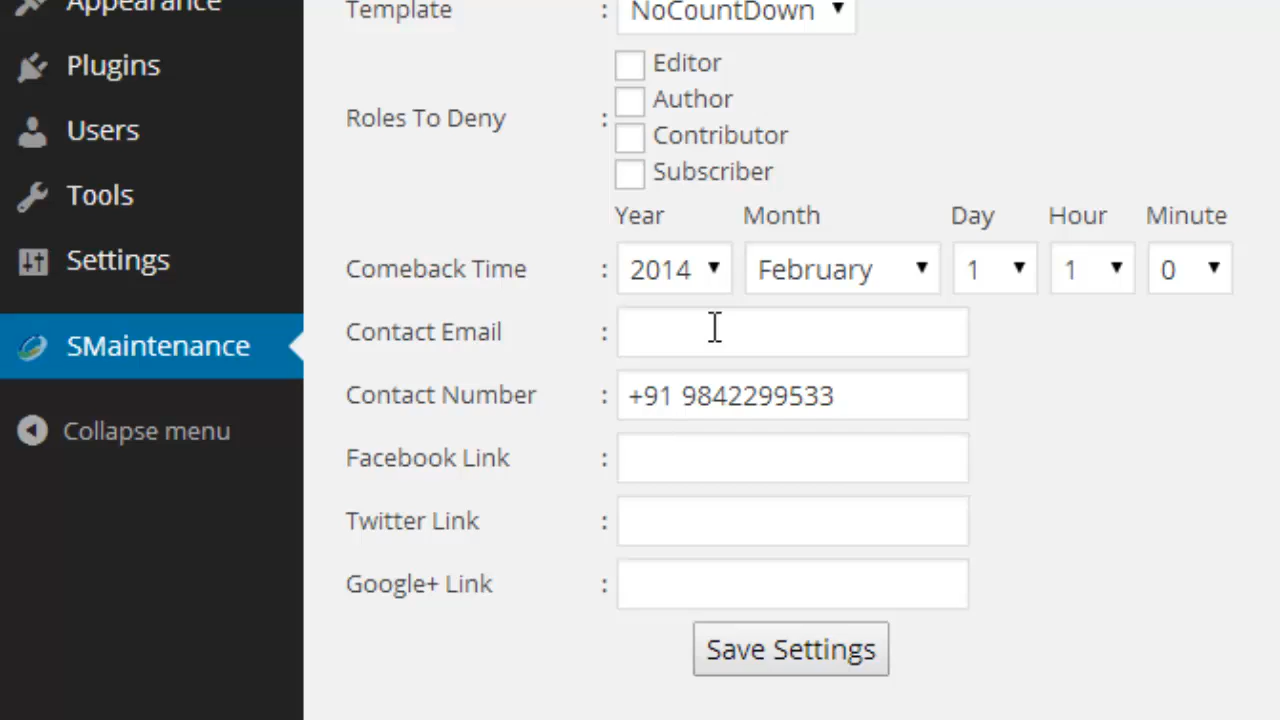 Appearance
Plugins
Users
Tools
Settings
SMaintenance
Collapse menu
Template : NoCountDown
Roles To Deny :
Editor
Author
Contributor
Subscriber
Year Month Day Hour Minute
Comeback Time : 2014 February 1 1 0
Contact Email :
Contact Number : +91 9842299533
Facebook Link :
Twitter Link :
Google+ Link :
Save Settings